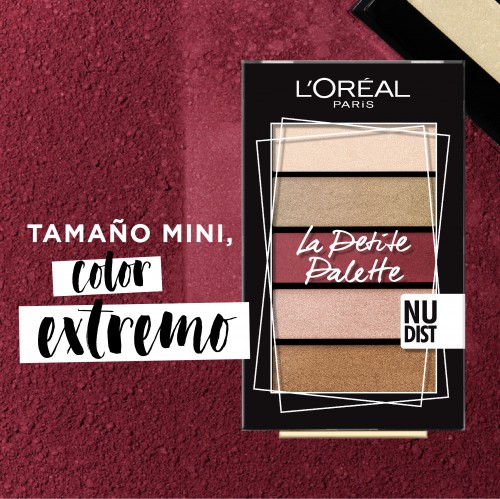 TAMAÑO MINI,
color
extremo
L'ORÉAL
PARIS
La Petite
Palette
NU
DIST